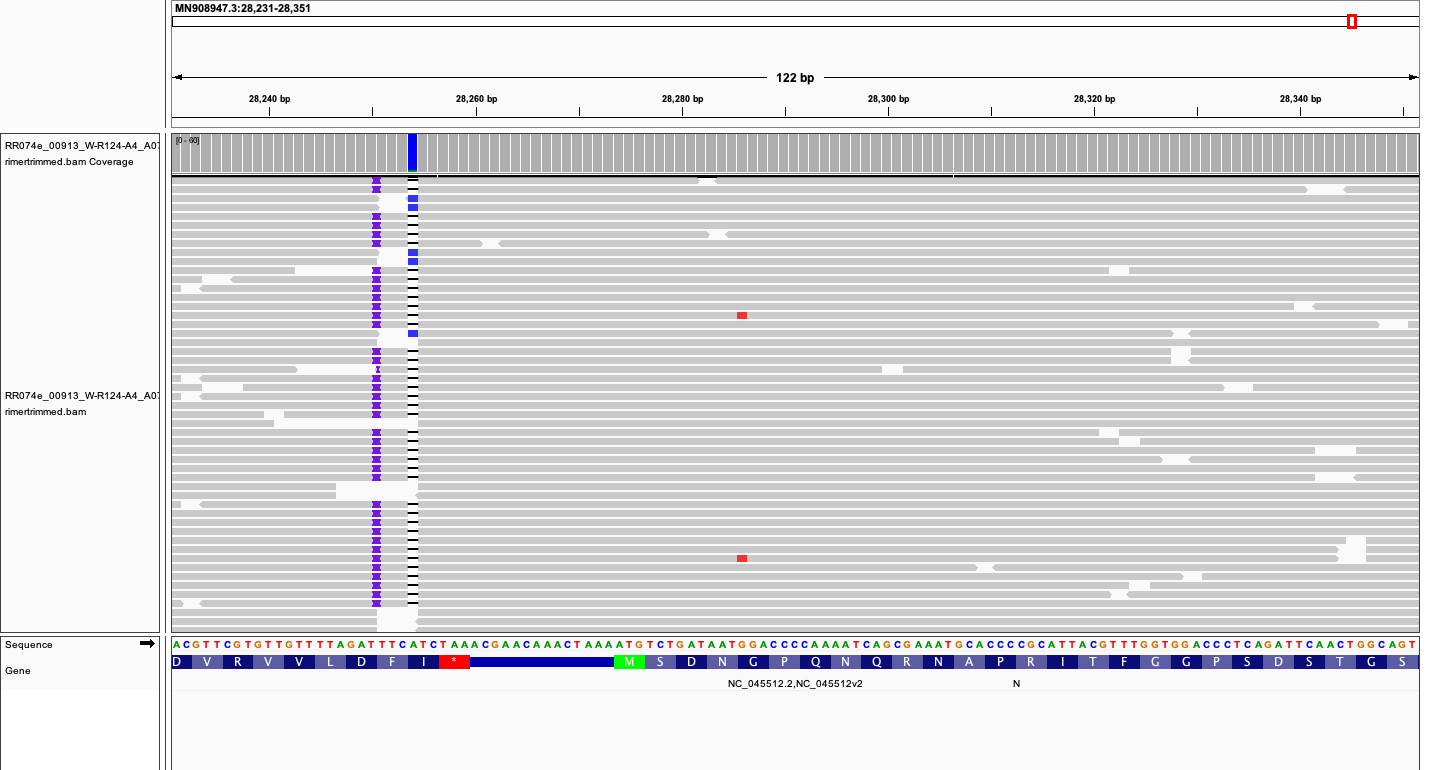 MN908947.3:28,231-28,351
122 bp
28,240 bp 28,260 bp 28,280 bp 28,300 bp 28,320 bp 28,340 bp
RR074e_00913_W-R124-A4_A07
rimertrimmed.bam Coverage
[0 - 60]
RR074e_00913_W-R124-A4_A07
rimertrimmed.bam
Sequence
ACGTTCGTGTTGTTTTAGATTTCATCTAAACGAACAAACTAAAATGTCTGATAATGGACCCCAAAATCAGCGAAATGCACCCCGCATTACGTTTGGTGGACCCTCAGATTCAACTGGCAGT
Gene
D V R V V L D F I * M S D N G P Q N Q R N A P R I T F G G P S D S T G S
NC_045512.2,NC_045512v2 N